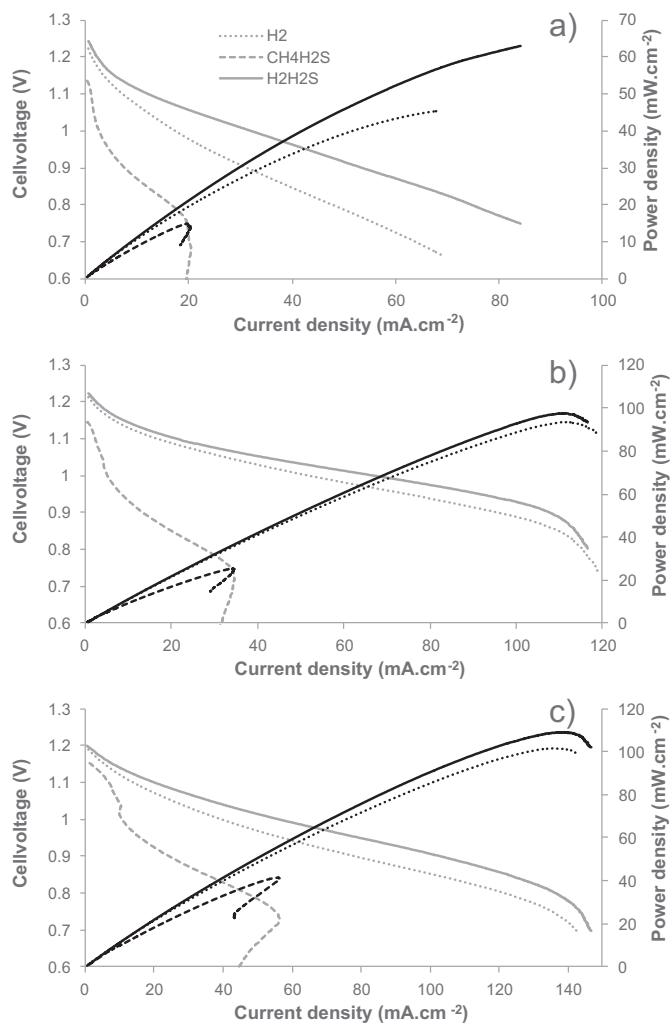 a)
H2
CH4H2S
H2H2S
Cellvoltage (V)
1.3
1.2
1.1
1
0.9
0.8
0.7
0.6
Power density (mW.cm-2)
70
60
50
40
30
20
10
0
0 20 40 60 80 100
Current density (mA.cm-2)
b)
Cellvoltage (V)
1.3
1.2
1.1
1
0.9
0.8
0.7
0.6
Power density (mW.cm-2)
120
100
80
60
40
20
0
0 20 40 60 80 100 120
Current density (mA.cm-2)
c)
Cellvoltage (V)
1.3
1.2
1.1
1
0.9
0.8
0.7
0.6
Power density (mW.cm-2)
120
100
80
60
40
20
0
0 20 40 60 80 100 120 140
Current density (mA.cm-2)